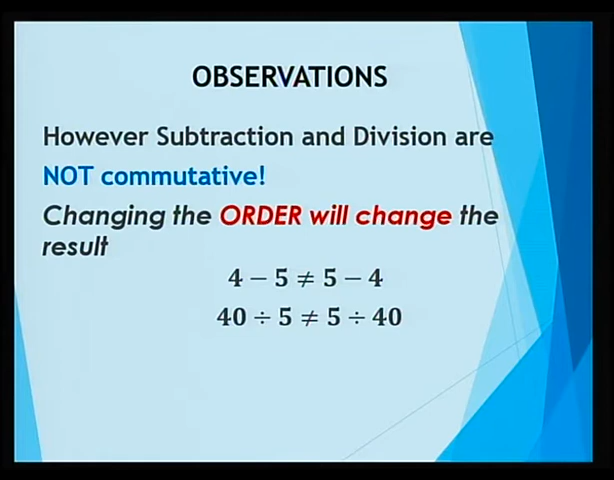 OBSERVATIONS
However Subtraction and Division are
NOT commutative!
Changing the ORDER will change the
result
4 − 5 ≠ 5 − 4
40 ÷ 5 ≠ 5 ÷ 40